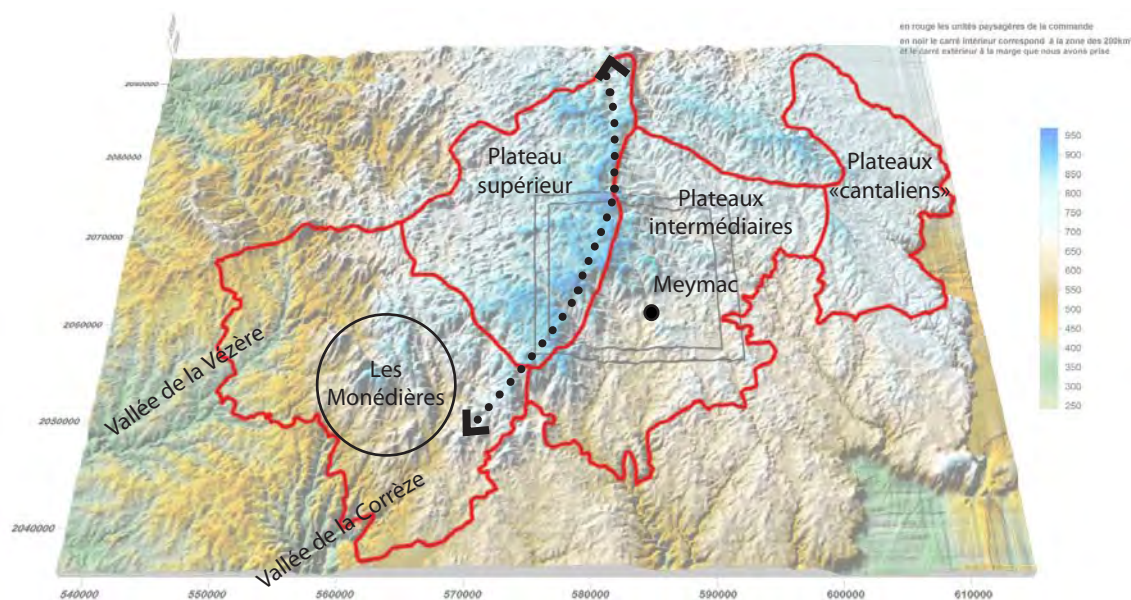 en rouge les unités paysagères de la commande
en noir le carré intérieur correspond à la zone des 200km²
et le carré extérieur à la marge que nous avons prise
2080000
2070000
2060000
2050000
2040000
Plateau
supérieur
Plateaux
intermédiaires
Plateaux
«cantaliens»
Meymac
Les
Monédières
Vallée de la Vézère
Vallée de la Corrèze
950
900
850
800
750
700
650
600
550
500
450
400
350
300
250
540000
550000
560000
570000
580000
590000
600000
610000